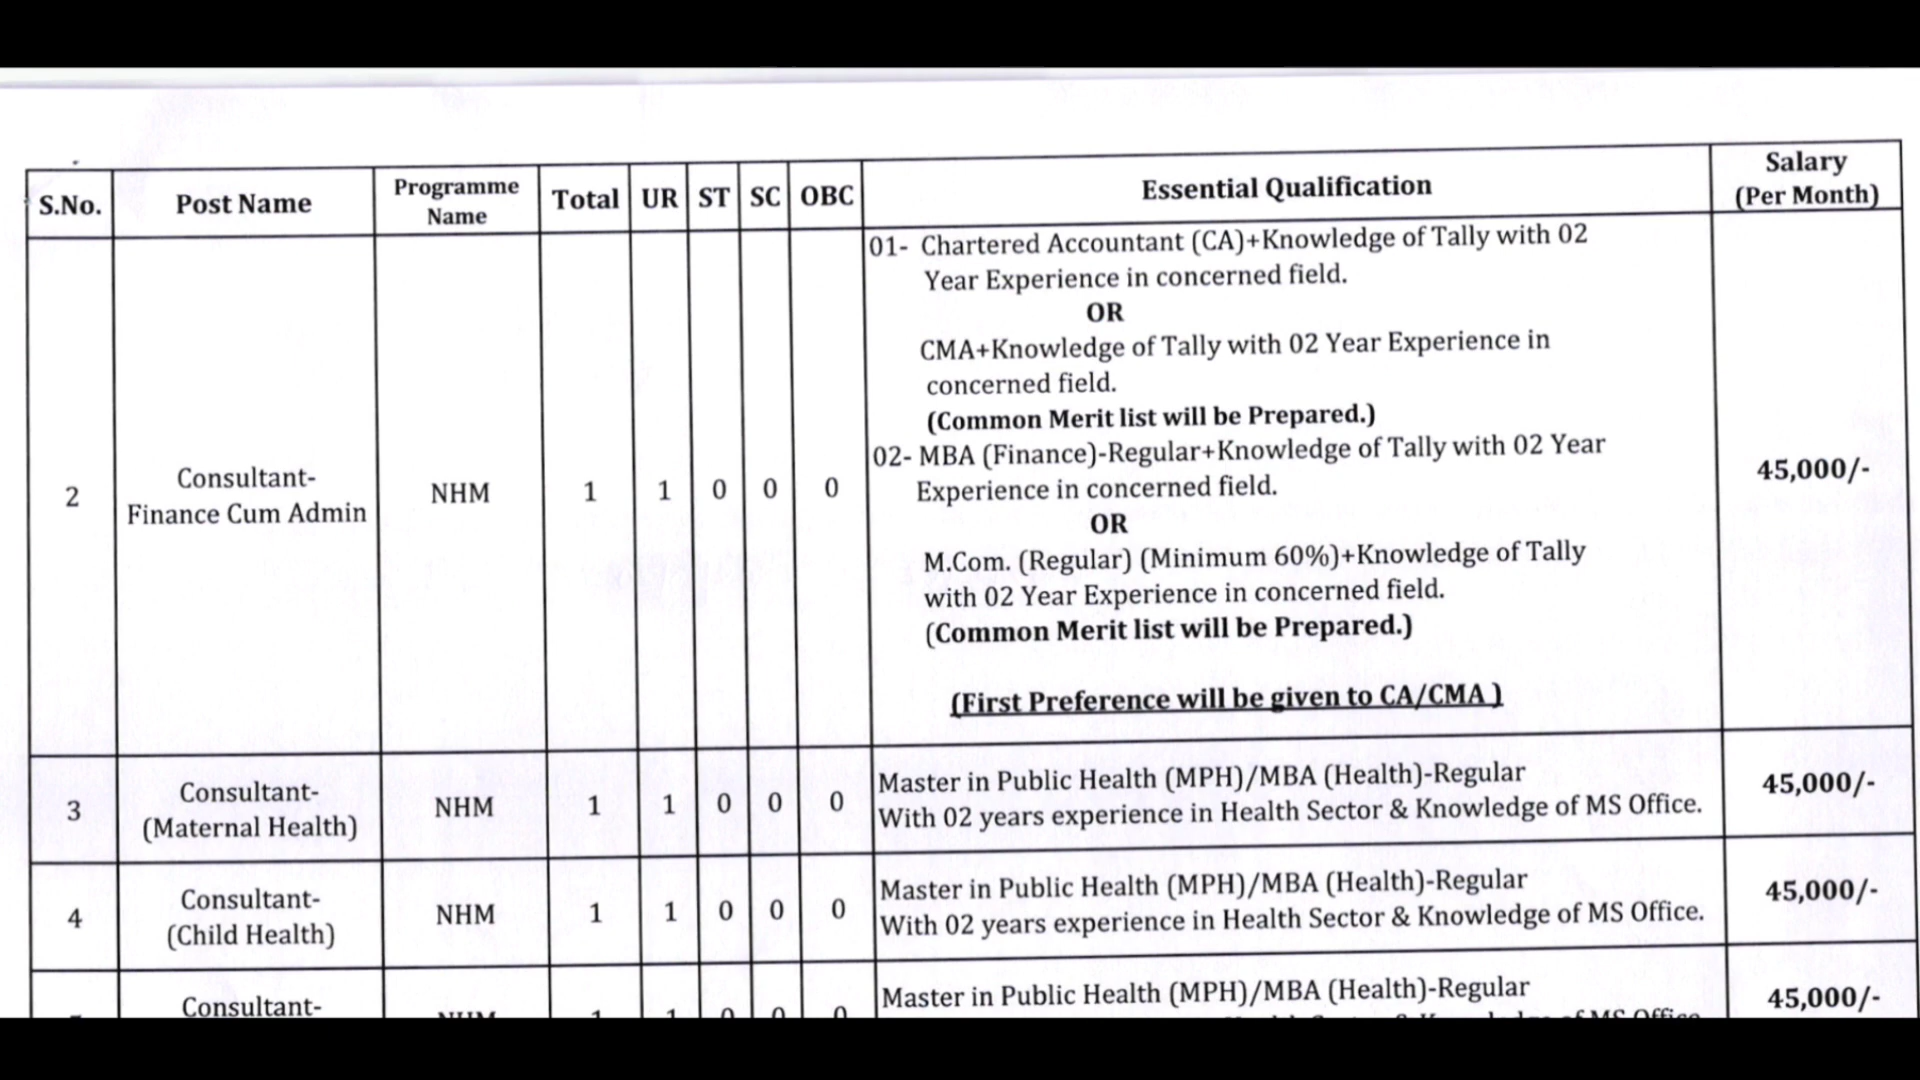 S.No. Post Name Programme Name Total UR ST SC OBC Essential Qualification Salary (Per Month)
2 Consultant- Finance Cum Admin NHM 1 1 0 0 0
01- Chartered Accountant (CA)+Knowledge of Tally with 02
Year Experience in concerned field.
OR
CMA+Knowledge of Tally with 02 Year Experience in
concerned field.
(Common Merit list will be Prepared.)
02- MBA (Finance)-Regular+Knowledge of Tally with 02 Year
Experience in concerned field.
OR
M.Com. (Regular) (Minimum 60%)+Knowledge of Tally
with 02 Year Experience in concerned field.
(Common Merit list will be Prepared.)
(First Preference will be given to CA/CMA )
45,000/-
3 Consultant- (Maternal Health) NHM 1 1 0 0 0
Master in Public Health (MPH)/MBA (Health)-Regular
With 02 years experience in Health Sector & Knowledge of MS Office.
45,000/-
4 Consultant- (Child Health) NHM 1 1 0 0 0
Master in Public Health (MPH)/MBA (Health)-Regular
With 02 years experience in Health Sector & Knowledge of MS Office.
45,000/-
Consultant- NHM 1 1 0 0 0
Master in Public Health (MPH)/MBA (Health)-Regular
45,000/-